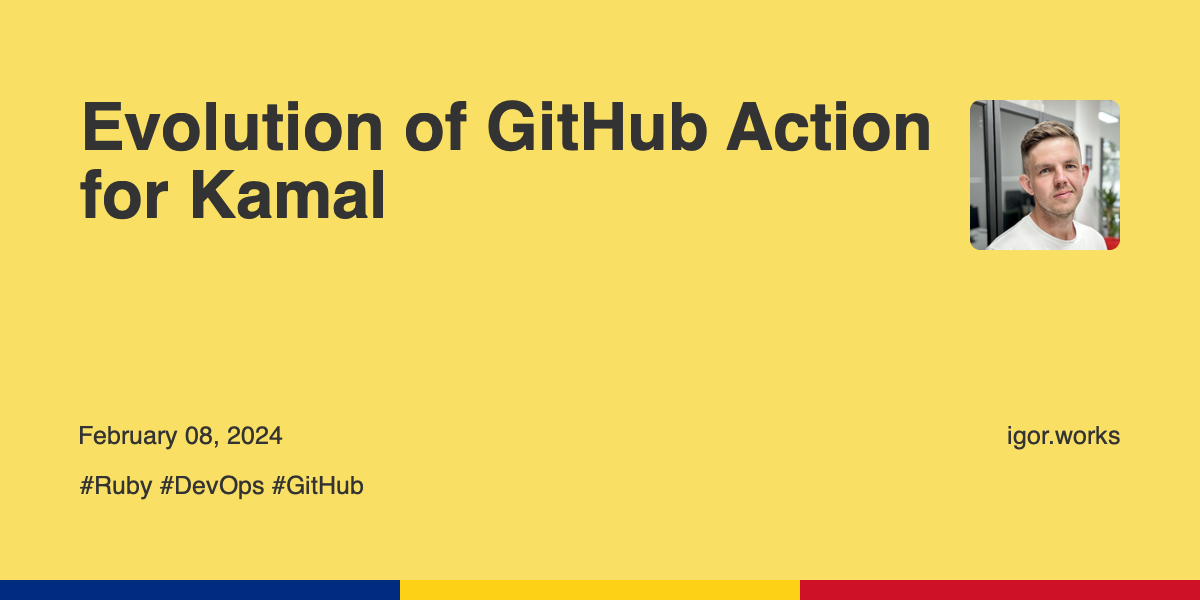 Evolution of GitHub Action
for Kamal
February 08, 2024
igor.works
#Ruby #DevOps #GitHub